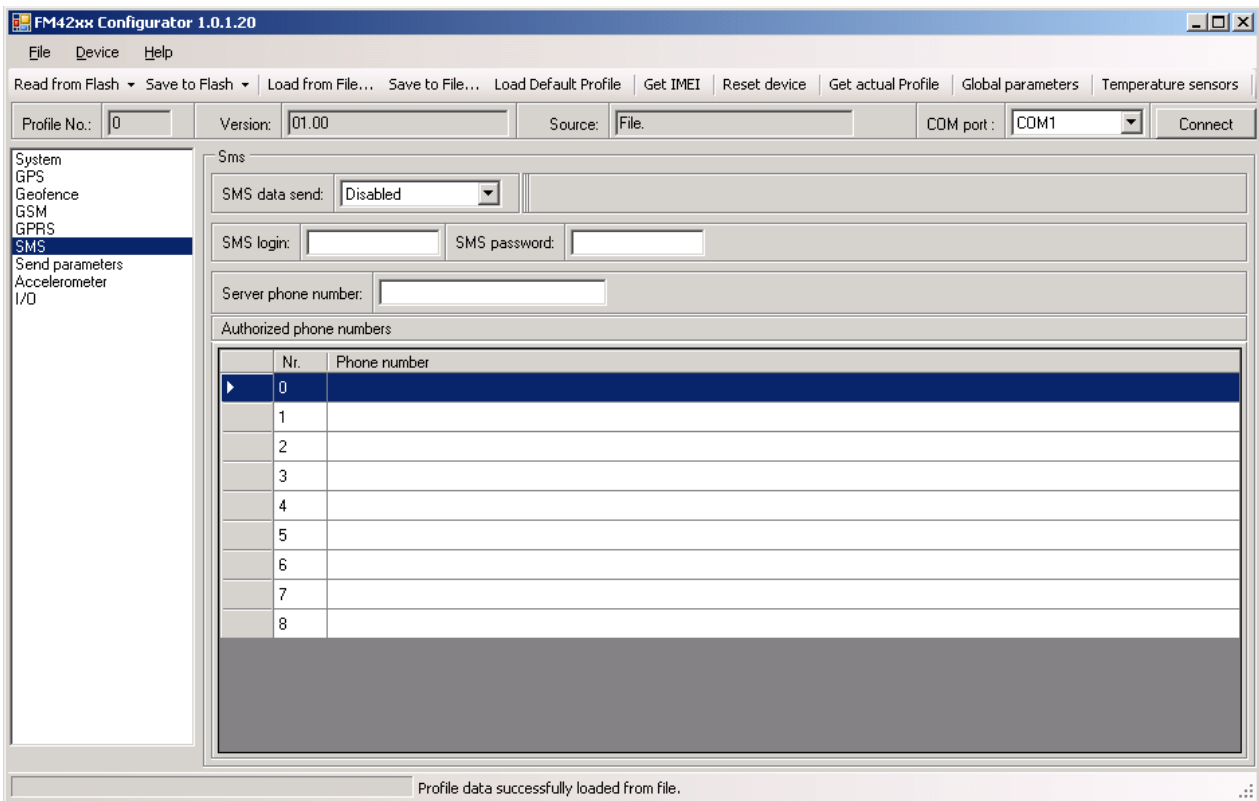 FM42xx Configurator 1.0.1.20
File Device Help
Read from Flash Save to Flash Load from File... Save to File... Load Default Profile Get IMEI Reset device Get actual Profile Global parameters Temperature sensors
Profile No.: 0 Version: 01.00 Source: File. COM port : COM1 Connect
System
GPS
Geofence
GSM
GPRS
SMS
Send parameters
Accelerometer
I/O
Sms
SMS data send: Disabled
SMS login: SMS password:
Server phone number:
Authorized phone numbers
Nr. Phone number
0
1
2
3
4
5
6
7
8
Profile data successfully loaded from file.